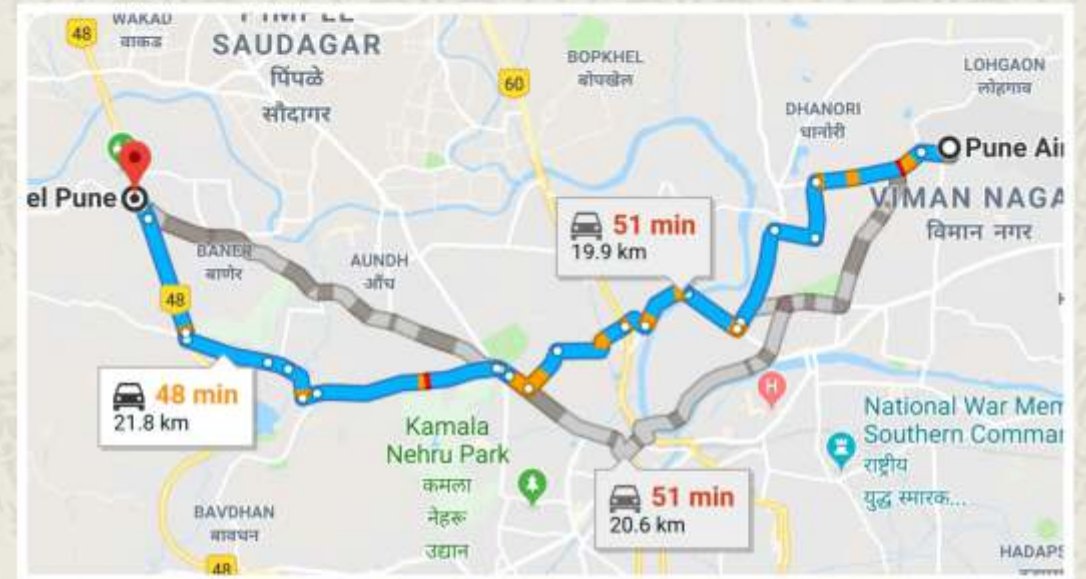 WAKAD
वाकड
48
SAUDAGAR
पिंपळे
सौदागर
60
BOPKHEL
बोपखेल
LOHGAON
लोहगाव
DHANORI
धानोरी
Pune Air
el Pune
VIMAN NAGA
विमान नगर
51 min
19.9 km
BANER
बाणेर
AUNDH
औंध
48
48 min
21.8 km
H
Kamala
Nehru Park
कमला
नेहरू
उद्यान
National War Mem
Southern Comman
राष्ट्रीय
युद्ध स्मारक...
51 min
20.6 km
BAVDHAN
बावधन
48
HADAPS